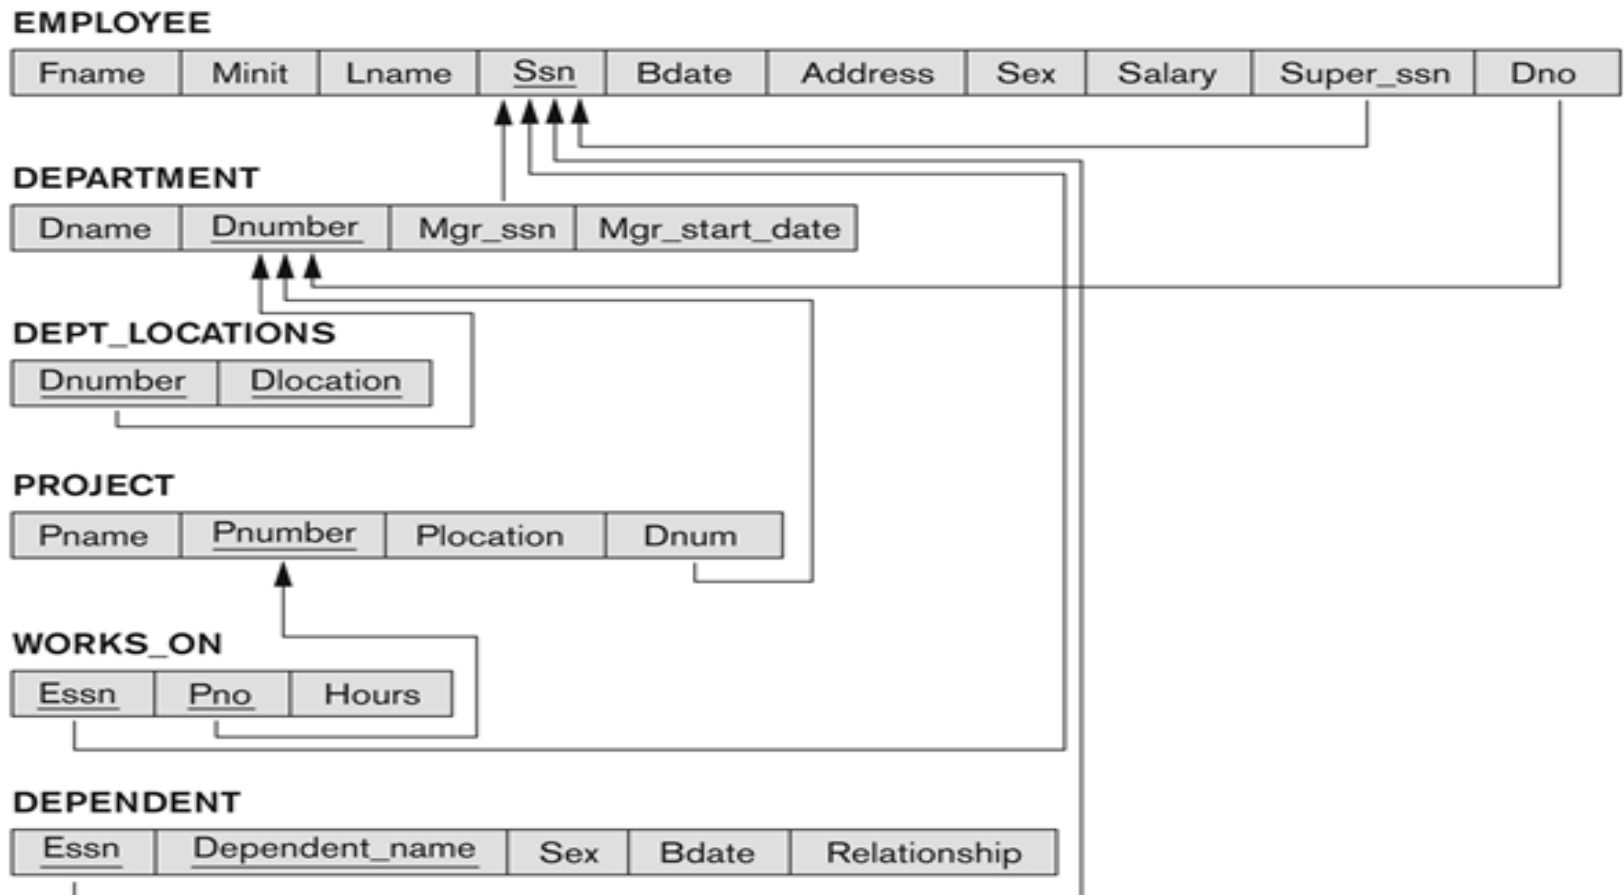 EMPLOYEE
Fname Minit Lname Ssn Bdate Address Sex Salary Super_ssn Dno
DEPARTMENT
Dname Dnumber Mgr_ssn Mgr_start_date
DEPT_LOCATIONS
Dnumber Dlocation
PROJECT
Pname Pnumber Plocation Dnum
WORKS_ON
Essn Pno Hours
DEPENDENT
Essn Dependent_name Sex Bdate Relationship